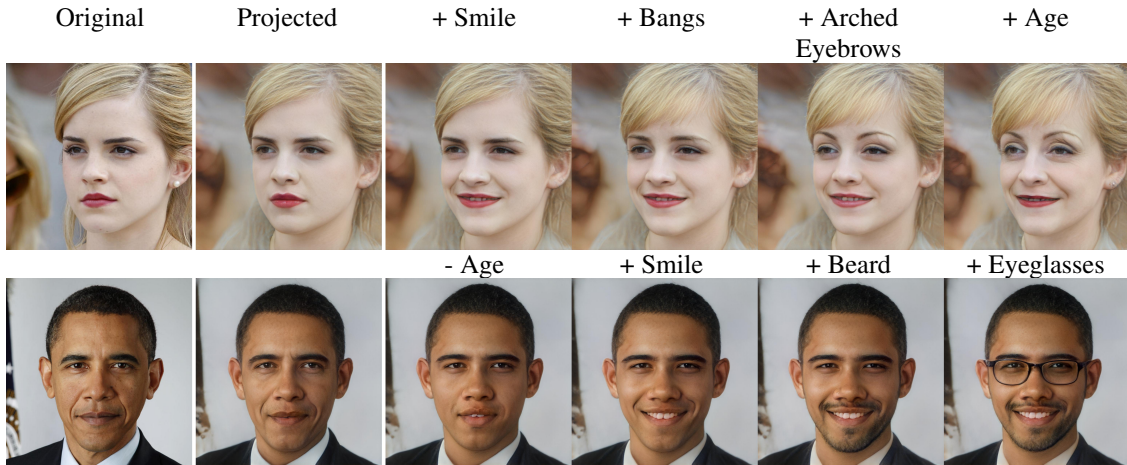 Original Projected + Smile + Bangs + Arched + Age
Eyebrows
- Age + Smile + Beard + Eyeglasses